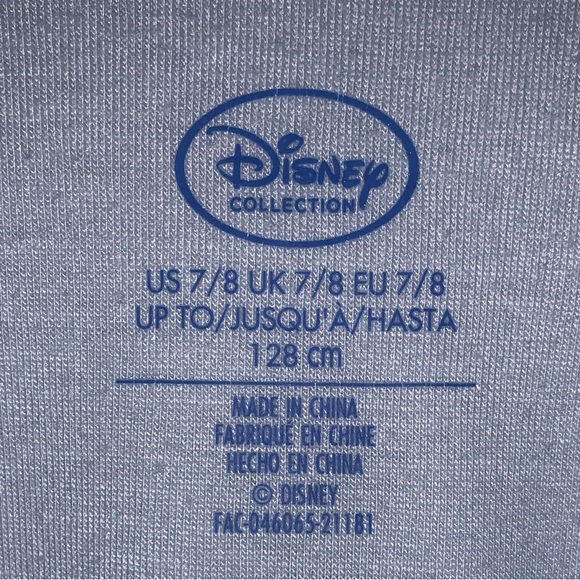 Disney
COLLECTION
US 7/8 UK 7/8 EU 7/8
UP TO/JUSQU'À/HASTA
128 cm
MADE IN CHINA
FABRIQUE EN CHINE
HECHO EN CHINA
© DISNEY
FAC-046065-21181